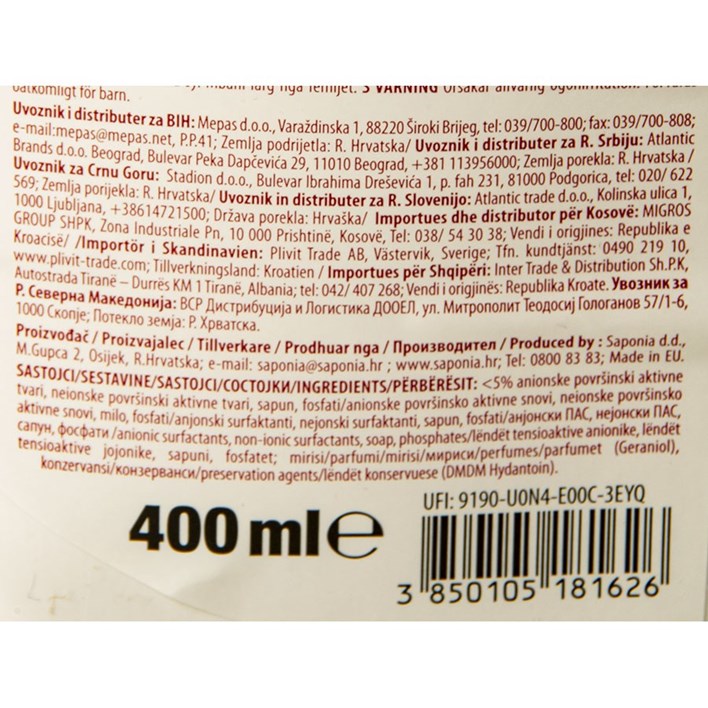 oåtkomligt för barn.
larg nga fëmijët. 3 VARNING Orsakar allvarlig ögonirritation.
Uvoznik i distributer za BIH: Mepas d.o.o., Varaždinska 1, 88220 Široki Brijeg, tel: 039/700-800; fax: 039/700-808;
e-mail:mepas@mepas.net, P.P.41; Zemlja podrijetla: R. Hrvatska/ Uvoznik i distributer za R. Srbiju: Atlantic
Brands d.o.o. Beograd, Bulevar Peka Dapčevića 29, 11010 Beograd, +381 113956000; Zemlja porekla: R. Hrvatska /
Uvoznik za Crnu Goru: Stadion d.o.o., Bulevar Ibrahima Dreševića 1, p. fah 231, 81000 Podgorica, tel: 020/ 622
569; Zemlja porijekla: R. Hrvatska/ Uvoznik in distributer za R. Slovenijo: Atlantic trade d.o.o., Kolinska ulica 1,
1000 Ljubljana, +38614721500; Država porekla: Hrvaška/ Importues dhe distributor për Kosovë: MIGROS
GROUP SHPK, Zona Industriale Pn, 10 000 Prishtinë, Kosovë, Tel: 038/ 54 30 38; Vendi i origjinës: Republika e
Kroacisë/ /Importör i Skandinavien: Plivit Trade AB, Västervik, Sverige; Tfn. kundtjänst: 0490 219 10,
www.plivit-trade.com; Tillverkningsland: Kroatien / Importues për Shqipëri: Inter Trade & Distribution Sh.P.K,
Autostrada Tiranë – Durrës KM 1 Tiranë, Albania; tel: 042/ 407 268; Vendi i origjinës: Republika Kroate. Увозник за
Р. Северна Македонија: ВСР Дистрибуција и Логистика ДООЕЛ, ул. Митрополит Теодосиј Гологанов 57/1-6,
1000 Скопје; Потекло земја: Р. Хрватска.
Proizvođač / Proizvajalec / Tillverkare / Prodhuar nga / Производител / Produced by : Saponia d.d.,
M.Gupca 2, Osijek, R.Hrvatska; e-mail: saponia@saponia.hr; www.saponia.hr; Tel: 0800 83 83; Made in EU.
SASTOJCI/SESTAVINE/SASTOJCI/СОСТОЈКИ/INGREDIENTS/PËRBËRËSIT: <5% anionske površinski aktivne
tvari, neionske površinski aktivne tvari, sapun, fosfati/anionske površinsko aktivne snovi, neionske površinsko
aktivne snovi, milo, fosfati/anjonski surfaktanti, nejonski surfaktanti, sapun, fosfati/анјонски ПАС, нејонски ПАС,
сапун, фосфати /anionic surfactants, non-ionic surfactants, soap, phosphates/lëndët tensioaktive anionike, lëndët
tensioaktive jojonike, sapuni, fosfatet; mirisi/parfumi/mirisi/мириси/perfumes/parfumet (Geraniol),
konzervansi/конзерванси/preservation agents/lëndët konservuese (DMDM Hydantoin).
UFI: 9190-U0N4-E00C-3EYQ
400 ml ℮
3 850105 181626